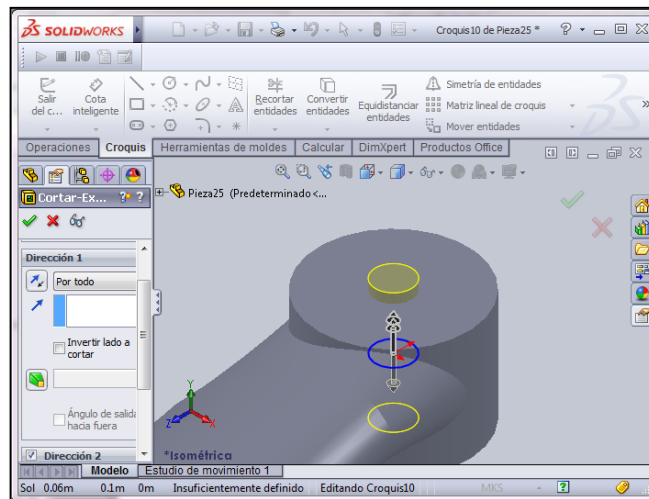 SOLIDWORKS
Croquis10 de Pieza25 *
Salir del c...
Cota inteligente
Recortar entidades
Convertir entidades
Equidistanciar entidades
Simetría de entidades
Matriz lineal de croquis
Mover entidades
Operaciones Croquis Herramientas de moldes Calcular DimXpert Productos Office
Cortar-Ex...
Pieza25 (Predeterminado<...
Dirección 1
Por todo
Invertir lado a cortar
Ángulo de salida hacia fuera
Dirección 2
Y
Z X
*Isométrica
Modelo Estudio de movimiento 1
Sol 0.06m 0.1m 0m Insuficientemente definido Editando Croquis10 MKS